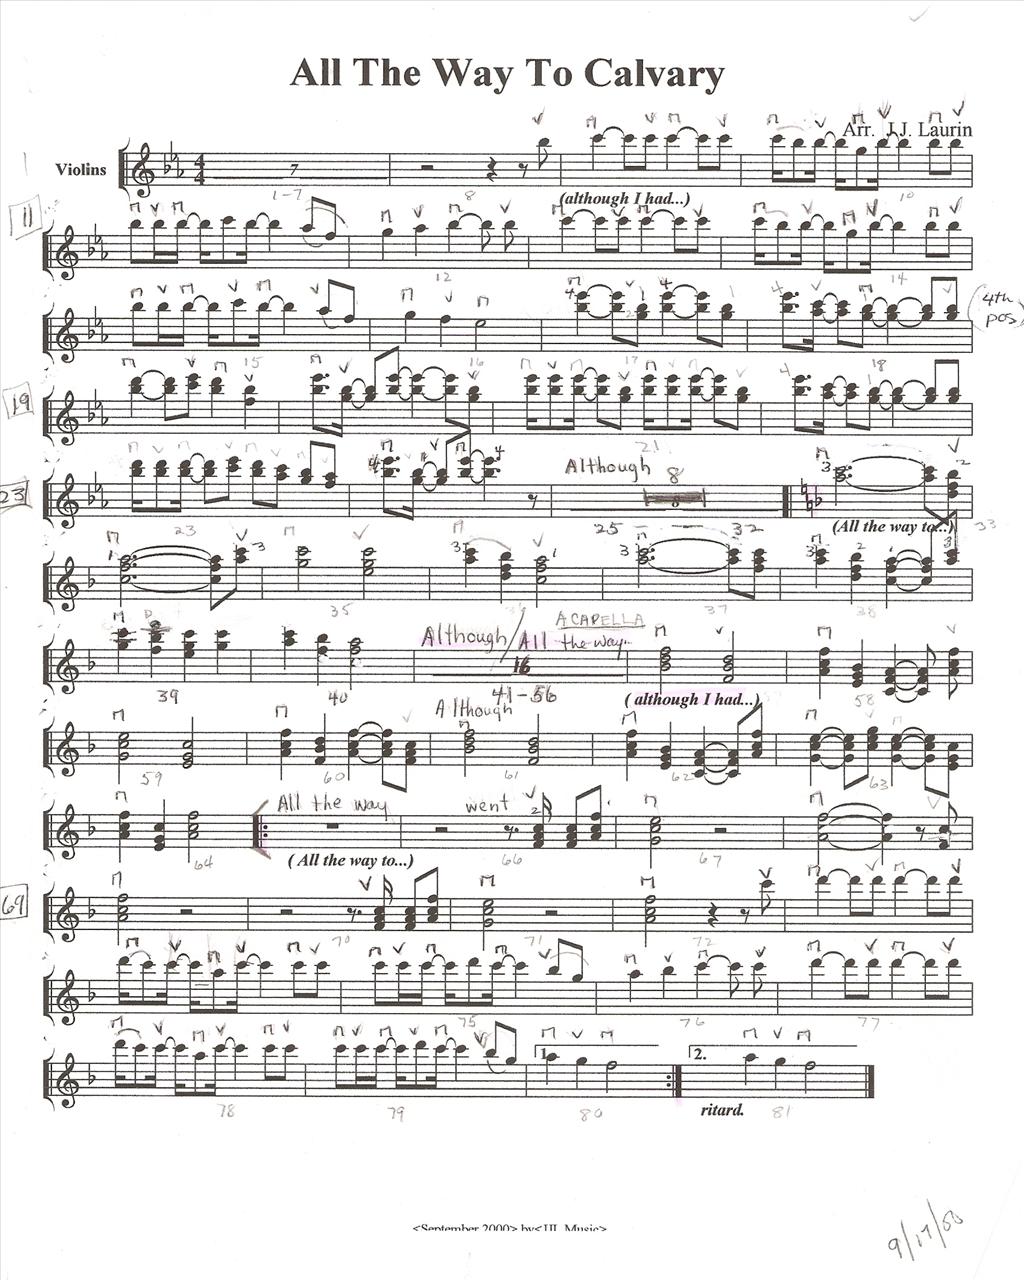 All The Way To Calvary
Arr. J.J. Laurin
Violins
7
1-7
8
(although I had...)
10
11
12
14
(4th pos)
15
16
17
18
19
Although
21
8
8
(All the way to...)
23
23
25 - - - 32
33
35
37
38
Although / All the way
ACAPELLA
16
(although I had...)
39
40
41-56
58
Although
59
60
61
62
63
All the way
went
(All the way to...)
64
66
67
69
70
71
72
75
76
77
1.
2.
ritard.
78
79
80
81
<September 2000> by<JJL Music>
9/17/00